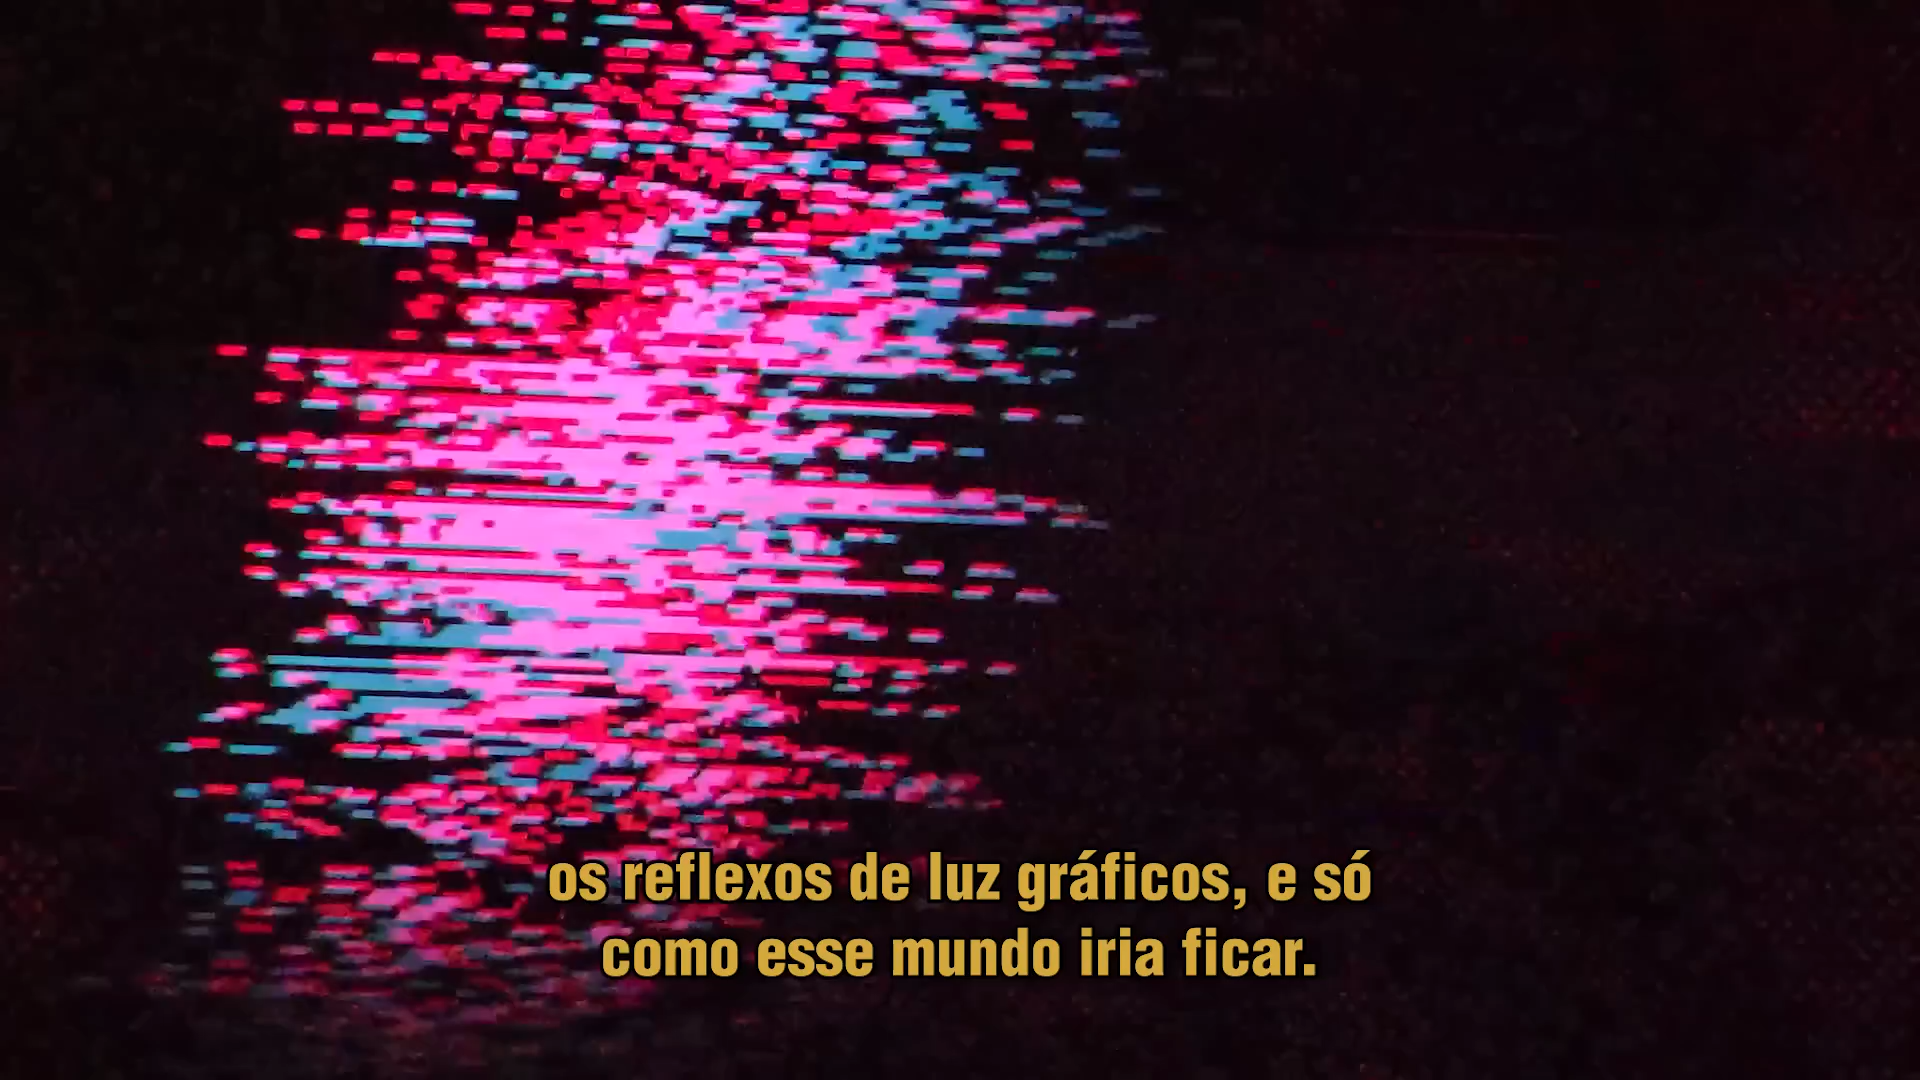 os reflexos de luz gráficos, e só
como esse mundo iria ficar.